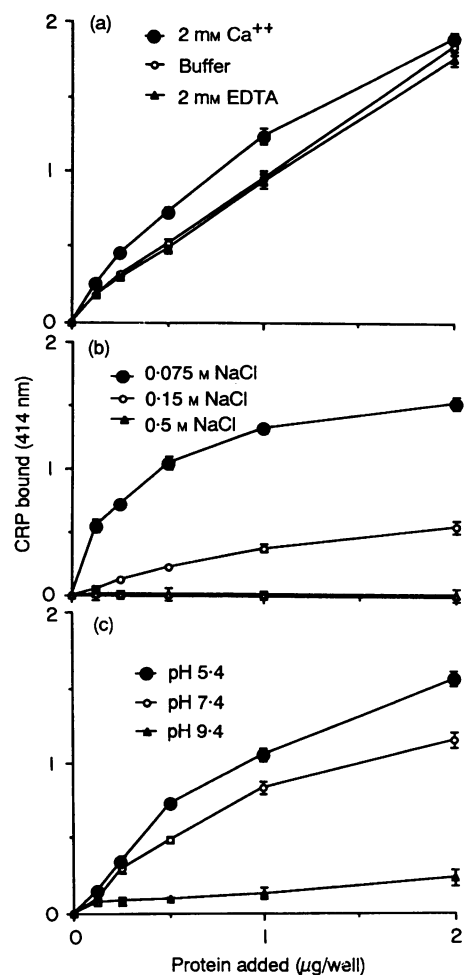 (a)
2 mM Ca++
Buffer
2 mM EDTA
2
1
0
(b)
0·075 M NaCl
0·15 M NaCl
0·5 M NaCl
2
1
0
CRP bound (414 nm)
(c)
pH 5·4
pH 7·4
pH 9·4
2
1
0
0
1
2
Protein added (μg/well)